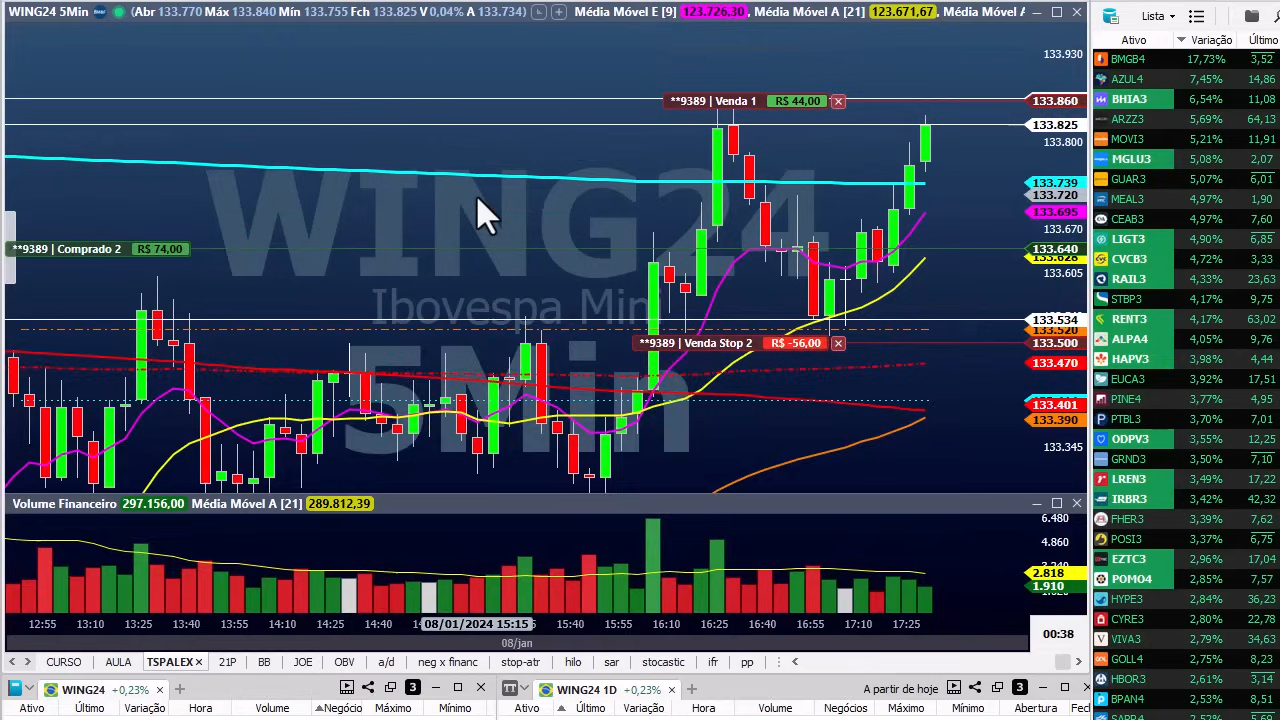 WING24 5Min (Abr 133.770 Máx 133.840 Mín 133.755 Fch 133.825 V 0,04% A 133.734) Média Móvel E [9] 123.726,30 Média Móvel A [21] 123.671,67 Média Móvel A
133.930
**9389 | Venda 1 R$ 44,00
133.860
133.825
133.800
133.739
133.720
133.695
133.670
**9389 | Comprado 2 R$ 74,00
133.640
133.628
133.605
WING24
Ibovespa Mini
5Min
133.534
133.520
**9389 | Venda Stop 2 R$ -56,00
133.500
133.470
133.401
133.390
133.345
Volume Financeiro 297.156,00 Média Móvel A [21] 289.812,39
6.480
4.860
2.818
1.910
12:55 13:10 13:25 13:40 13:55 14:10 14:25 14:40 08/01/2024 15:15 15:40 15:55 16:10 16:25 16:40 16:55 17:10 17:25
08/jan
00:38
CURSO AULA TSPALEX 21P BB JOE OBV a/d neg x financ stop-atr hilo sar stocstic ifr pp
WING24 +0,23% 3
WING24 1D +0,23% A partir de hoje 3
Ativo Último Variação Hora Volume Negócio Máximo Mínimo
Ativo Último Variação Hora Volume Negócios Máximo Mínimo Abertura
Lista
Ativo Variação Último
BMGB4 17,73% 3,52
AZUL4 7,45% 14,86
BHIA3 6,54% 11,08
ARZZ3 5,69% 64,13
MOVI3 5,21% 11,91
MGLU3 5,08% 2,07
GUAR3 5,07% 6,01
MEAL3 4,97% 1,90
CEAB3 4,97% 7,60
LIGT3 4,90% 6,85
CVCB3 4,72% 3,33
RAIL3 4,33% 23,63
STBP3 4,17% 9,75
RENT3 4,17% 63,02
ALPA4 4,05% 9,76
HAPV3 3,98% 4,44
EUCA3 3,92% 17,51
PINE4 3,77% 4,95
PTBL3 3,70% 7,01
ODPV3 3,55% 12,25
GRND3 3,50% 7,10
LREN3 3,49% 17,22
IRBR3 3,42% 42,32
FHER3 3,39% 7,62
POSI3 3,37% 6,75
EZTC3 2,96% 17,04
POMO4 2,85% 7,57
HYPE3 2,84% 36,23
CYRE3 2,80% 22,78
VIVA3 2,79% 34,63
GOLL4 2,75% 8,23
HBOR3 2,61% 3,14
BPAN4 2,53% 8,51